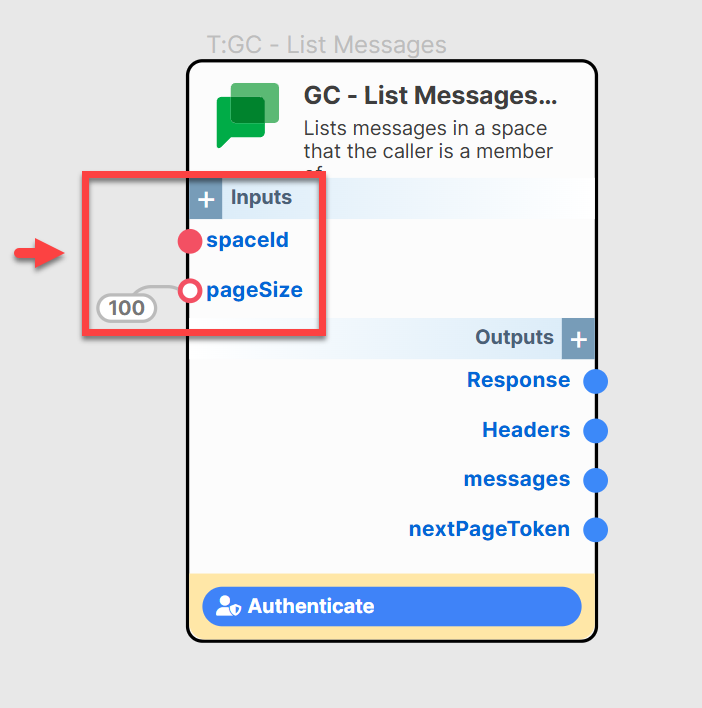 T:GC - List Messages
GC - List Messages...
Lists messages in a space
that the caller is a member
of
+ Inputs
spaceId
pageSize
100
Outputs +
Response
Headers
messages
nextPageToken
Authenticate